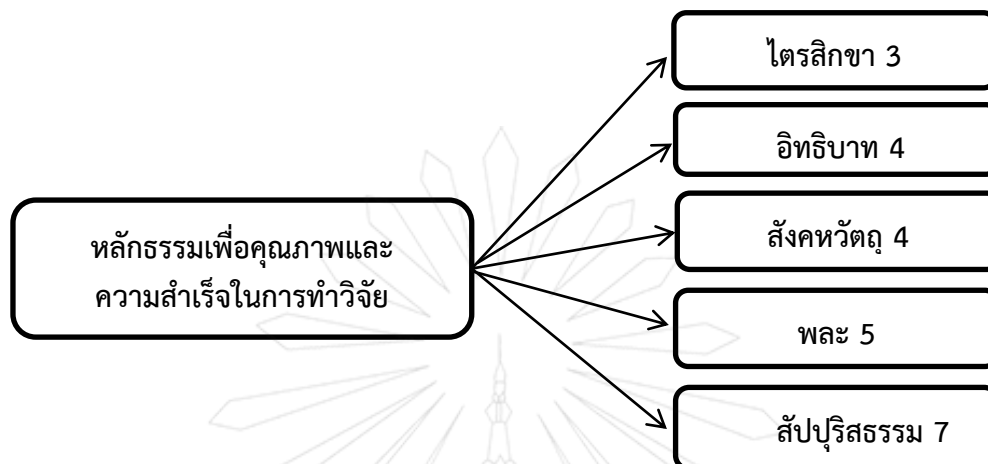 หลักธรรมเพื่อคุณภาพและ
ความสำเร็จในการทำวิจัย
ไตรสิกขา 3
อิทธิบาท 4
สังคหวัตถุ 4
พละ 5
สัปปุริสธรรม 7